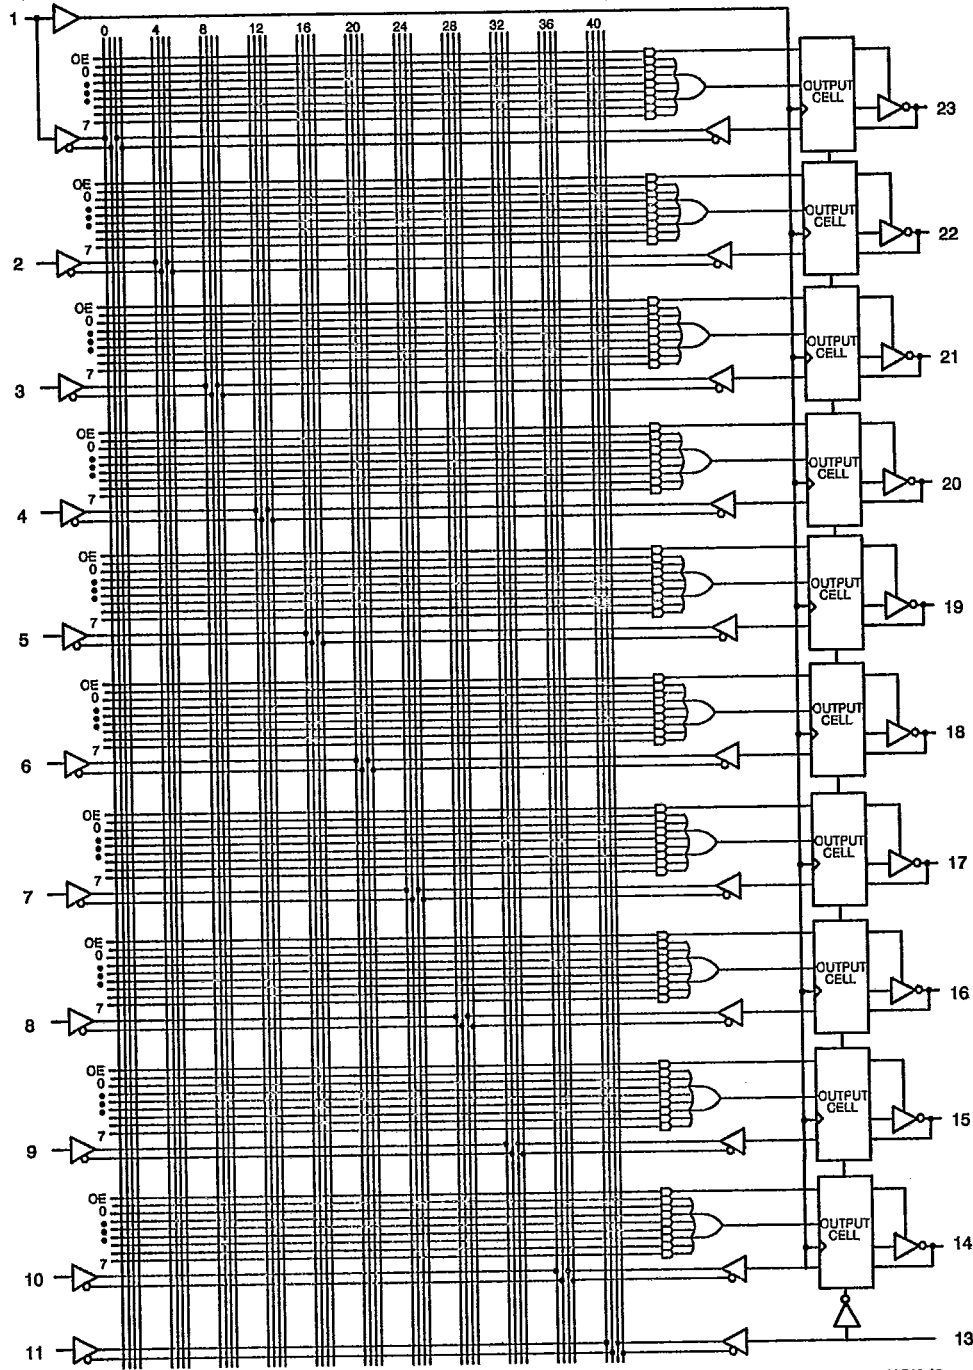 1
0 4 8 12 16 20 24 28 32 36 40
OE
0
7
OUTPUT
CELL
23
OE
0
7
OUTPUT
CELL
22
2
OE
0
7
OUTPUT
CELL
21
3
OE
0
7
OUTPUT
CELL
20
4
OE
0
7
OUTPUT
CELL
19
5
OE
0
7
OUTPUT
CELL
18
6
OE
0
7
OUTPUT
CELL
17
7
OE
0
7
OUTPUT
CELL
16
8
OE
0
7
OUTPUT
CELL
15
9
OE
0
7
OUTPUT
CELL
14
10
11
13